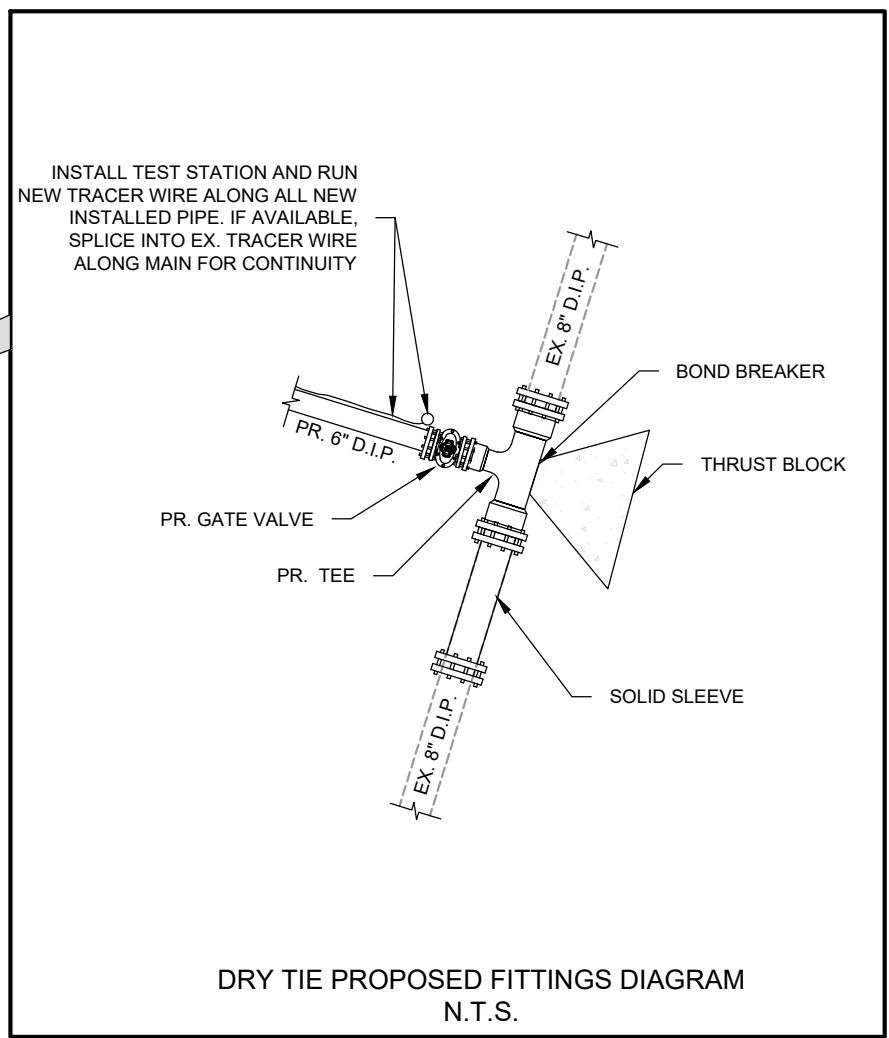 INSTALL TEST STATION AND RUN
NEW TRACER WIRE ALONG ALL NEW
INSTALLED PIPE. IF AVAILABLE,
SPLICE INTO EX. TRACER WIRE
ALONG MAIN FOR CONTINUITY
EX. 8" D.I.P.
BOND BREAKER
PR. 6" D.I.P.
THRUST BLOCK
PR. GATE VALVE
PR. TEE
SOLID SLEEVE
EX. 8" D.I.P.
DRY TIE PROPOSED FITTINGS DIAGRAM
N.T.S.